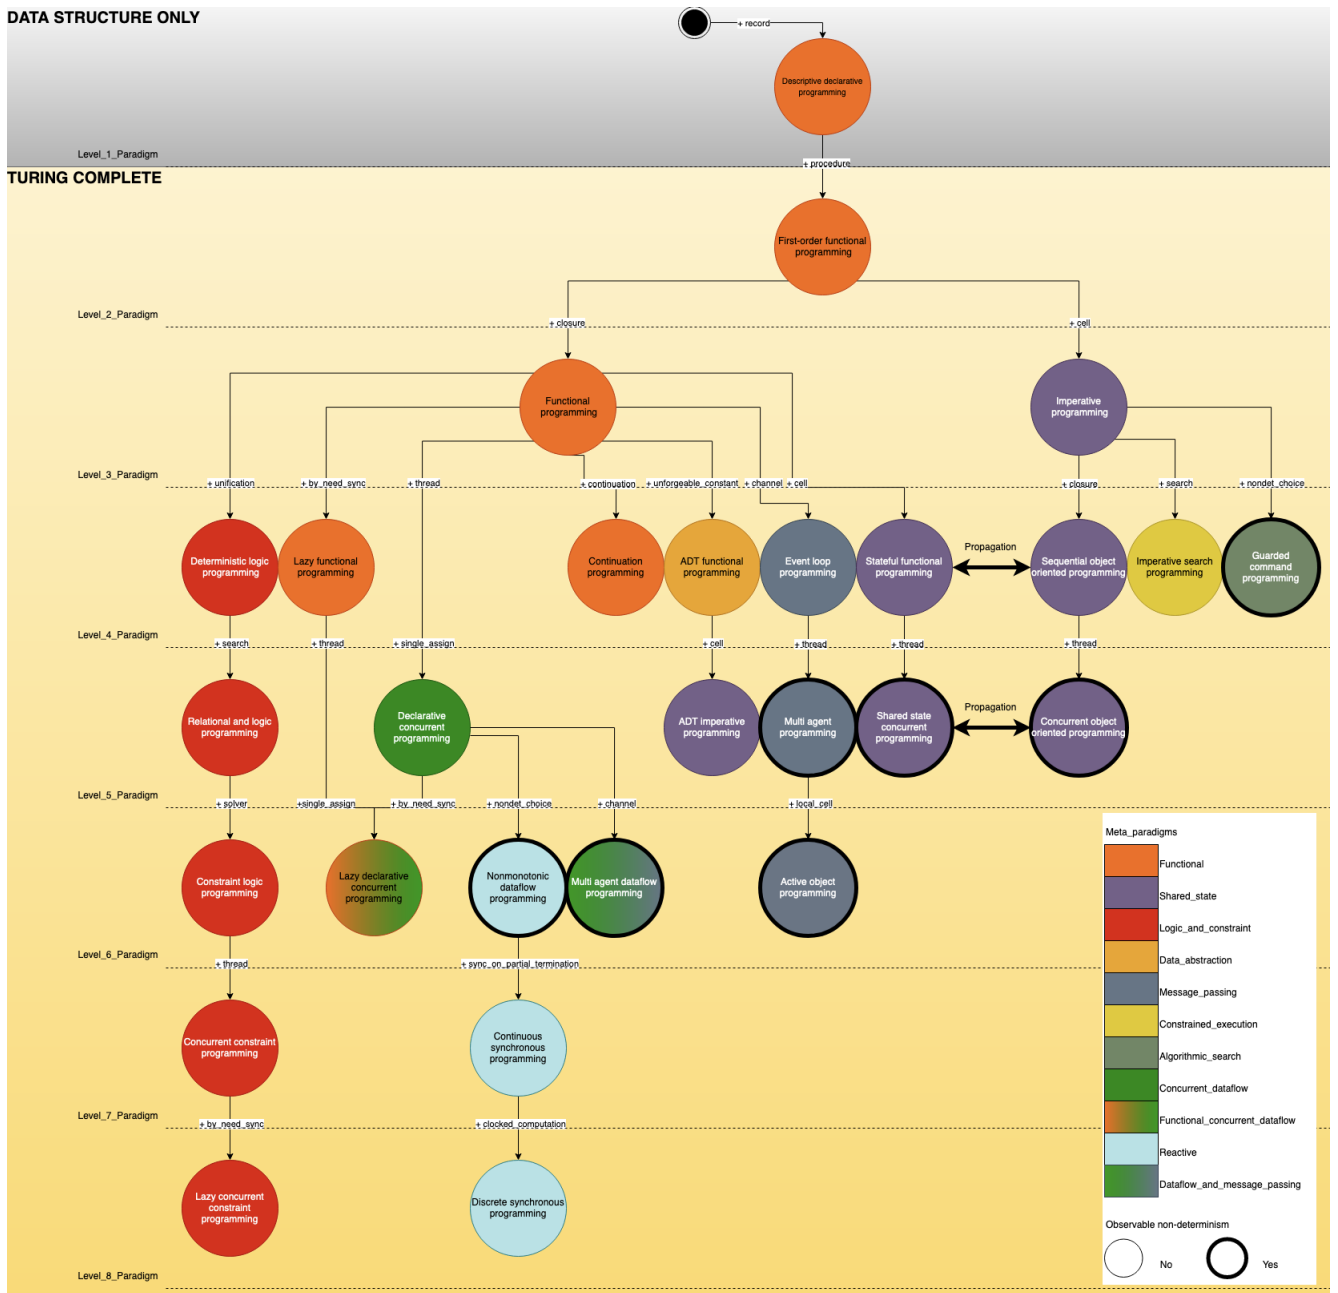 DATA STRUCTURE ONLY
+ record
Descriptive declarative
programming
Level_1_Paradigm
+ procedure
TURING COMPLETE
First-order functional
programming
Level_2_Paradigm
+ closure
+ cell
Functional
programming
Imperative
programming
Level_3_Paradigm
+ unification
+ by_need_sync
+ thread
+ continuation
+ unforgeable_constant
+ channel
+ cell
+ closure
+ search
+ nondet_choice
Deterministic logic
programming
Lazy functional
programming
Continuation
programming
ADT functional
programming
Event loop
programming
Stateful functional
programming
Propagation
Sequential object
oriented programming
Imperative search
programming
Guarded
command
programming
Level_4_Paradigm
+ search
+ thread
+ single_assign
+ cell
+ thread
+ thread
+ thread
Relational and logic
programming
Declarative
concurrent
programming
ADT imperative
programming
Multi agent
programming
Shared state
concurrent
programming
Propagation
Concurrent object
oriented programming
Level_5_Paradigm
+ solver
+single_assign
+ by_need_sync
+ nondet_choice
+ channel
+ local_cell
Constraint logic
programming
Lazy declarative
concurrent
programming
Nonmonotonic
dataflow
programming
Multi agent dataflow
programming
Active object
programming
Level_6_Paradigm
+ thread
+ sync_on_partial_termination
Concurrent constraint
programming
Continuous
synchronous
programming
Level_7_Paradigm
+ by_need_sync
+ clocked_computation
Lazy concurrent
constraint
programming
Discrete synchronous
programming
Level_8_Paradigm
Meta_paradigms
Functional
Shared_state
Logic_and_constraint
Data_abstraction
Message_passing
Constrained_execution
Algorithmic_search
Concurrent_dataflow
Functional_concurrent_dataflow
Reactive
Dataflow_and_message_passing
Observable non-determinism
No
Yes